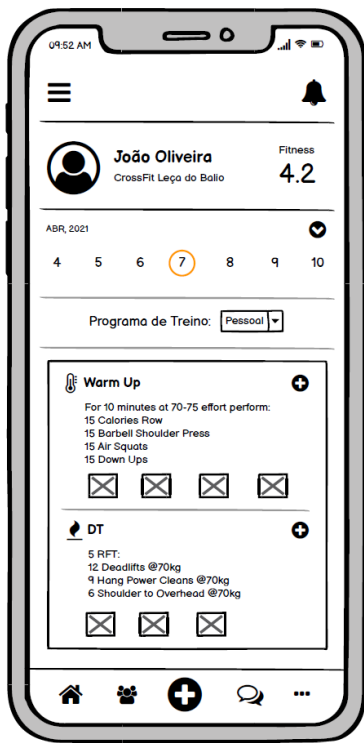 09:52 AM
João Oliveira
CrossFit Leça do Balio
Fitness
4.2
ABR, 2021
4 5 6 7 8 9 10
Programa de Treino: Pessoal
Warm Up
For 10 minutes at 70-75 effort perform:
15 Calories Row
15 Barbell Shoulder Press
15 Air Squats
15 Down Ups
DT
5 RFT:
12 Deadlifts @70kg
9 Hang Power Cleans @70kg
6 Shoulder to Overhead @70kg